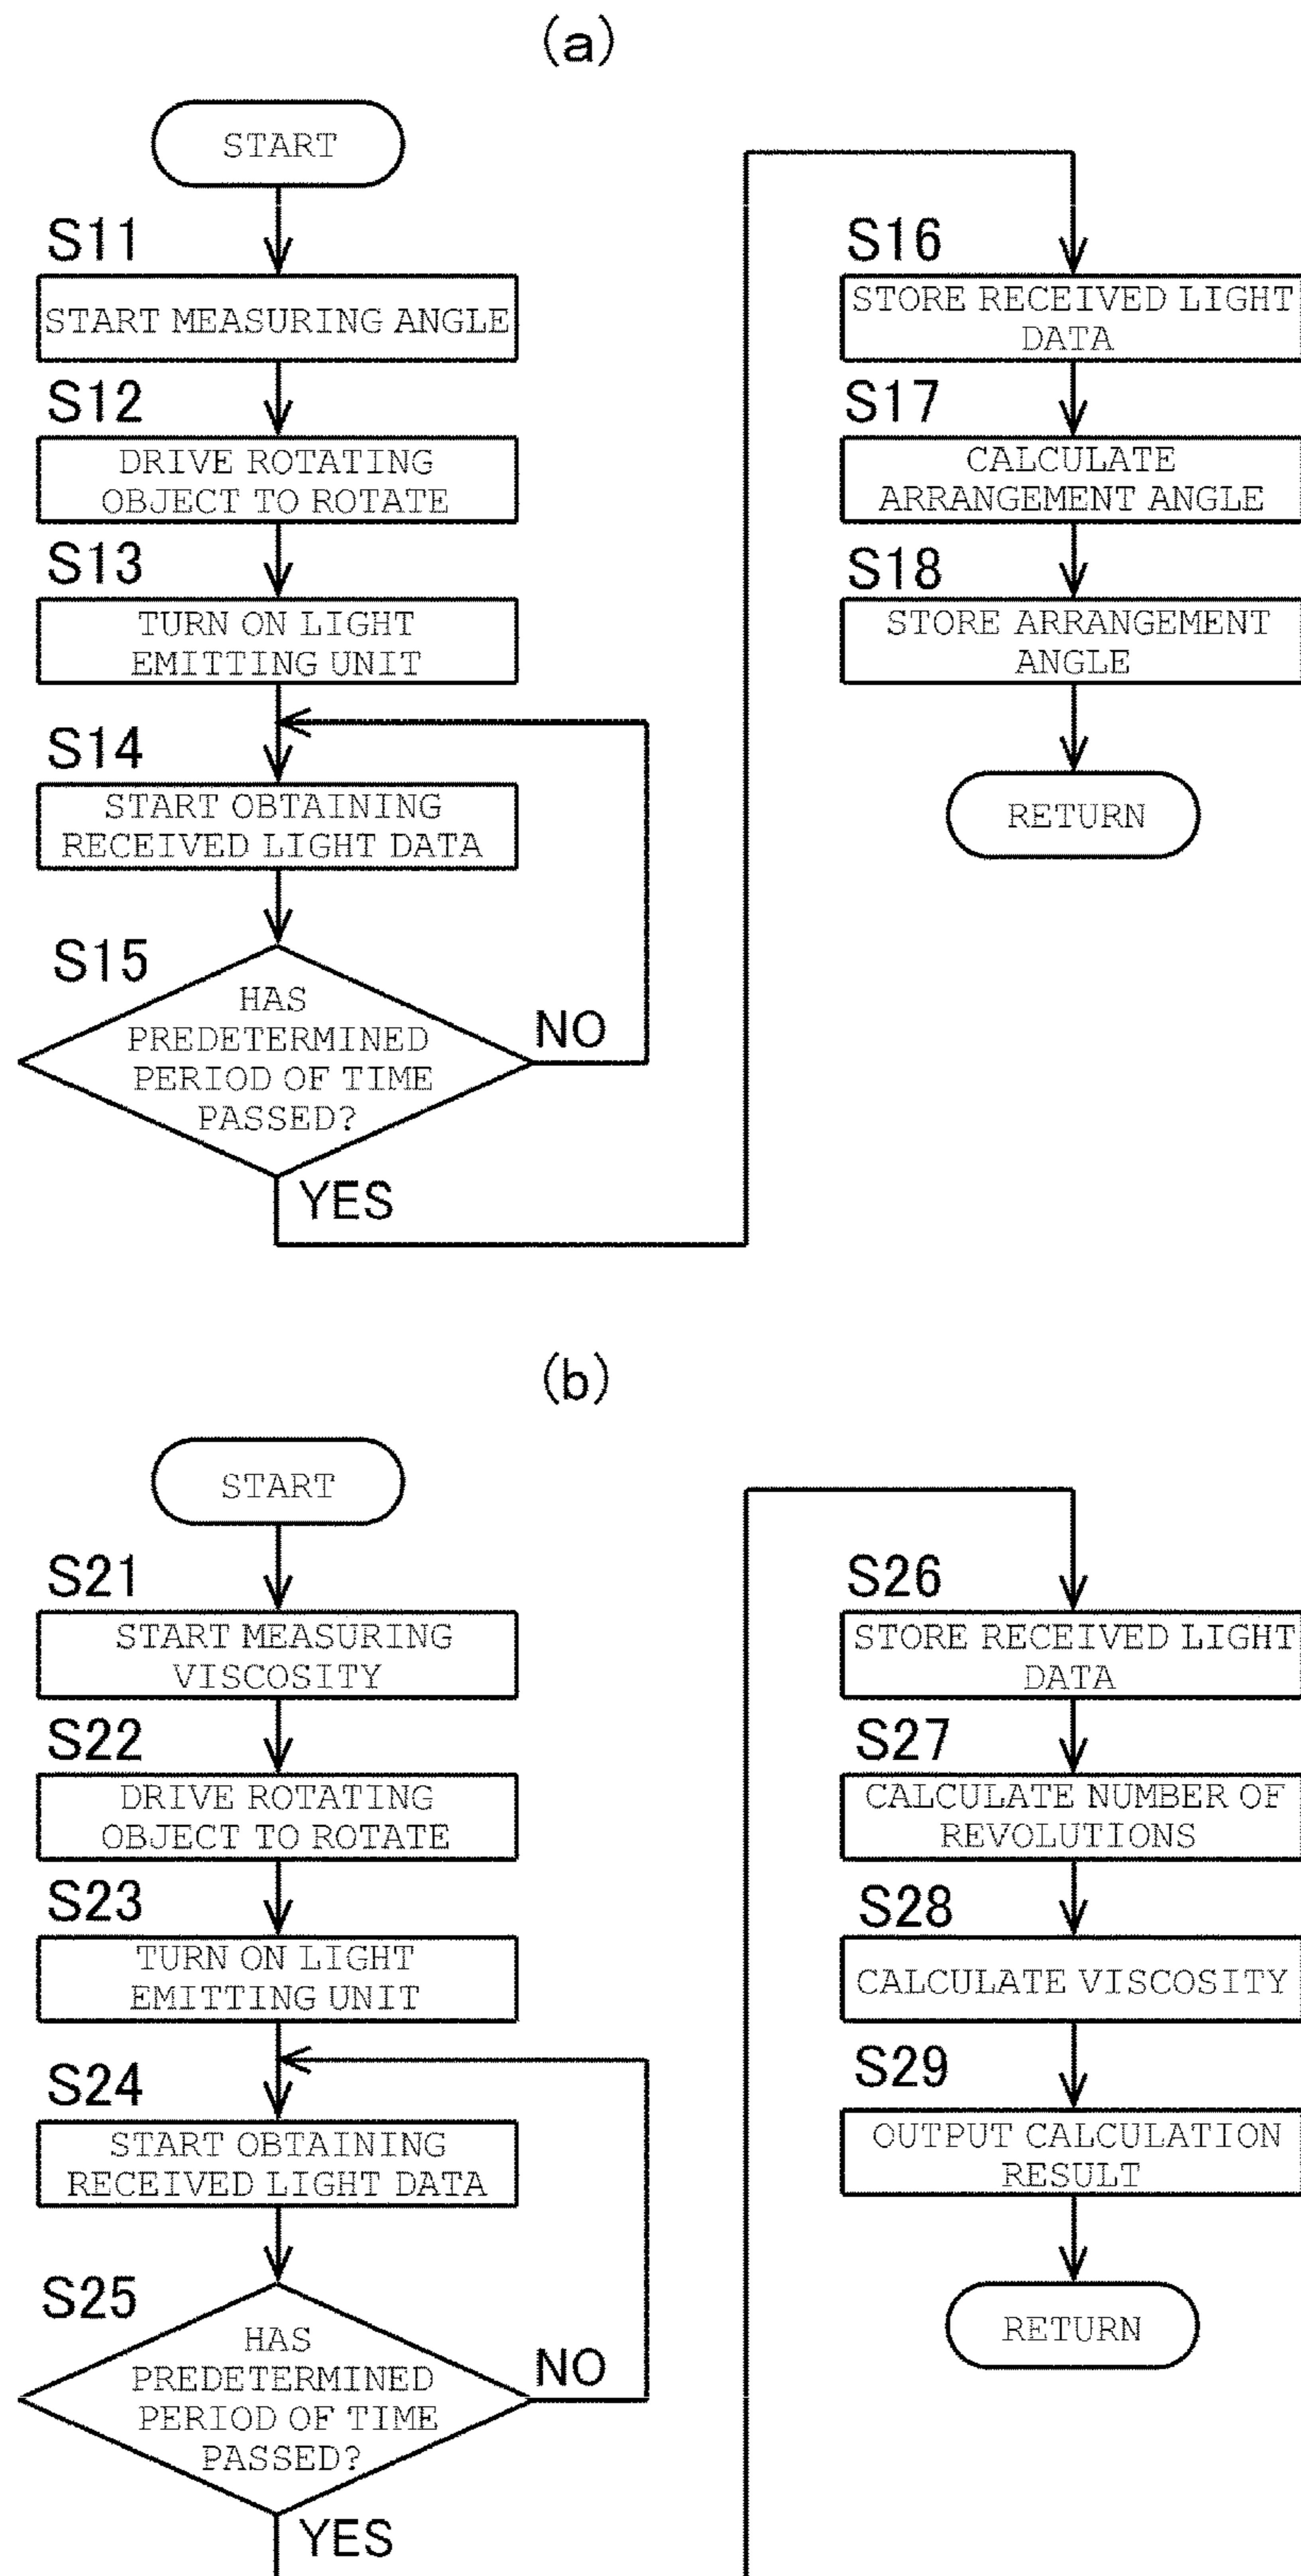 (a)
START
S11
START MEASURING ANGLE
S12
DRIVE ROTATING
OBJECT TO ROTATE
S13
TURN ON LIGHT
EMITTING UNIT
S14
START OBTAINING
RECEIVED LIGHT DATA
S15
HAS
PREDETERMINED
PERIOD OF TIME
PASSED?
NO
YES
S16
STORE RECEIVED LIGHT
DATA
S17
CALCULATE
ARRANGEMENT ANGLE
S18
STORE ARRANGEMENT
ANGLE
RETURN
(b)
START
S21
START MEASURING
VISCOSITY
S22
DRIVE ROTATING
OBJECT TO ROTATE
S23
TURN ON LIGHT
EMITTING UNIT
S24
START OBTAINING
RECEIVED LIGHT DATA
S25
HAS
PREDETERMINED
PERIOD OF TIME
PASSED?
NO
YES
S26
STORE RECEIVED LIGHT
DATA
S27
CALCULATE NUMBER OF
REVOLUTIONS
S28
CALCULATE VISCOSITY
S29
OUTPUT CALCULATION
RESULT
RETURN